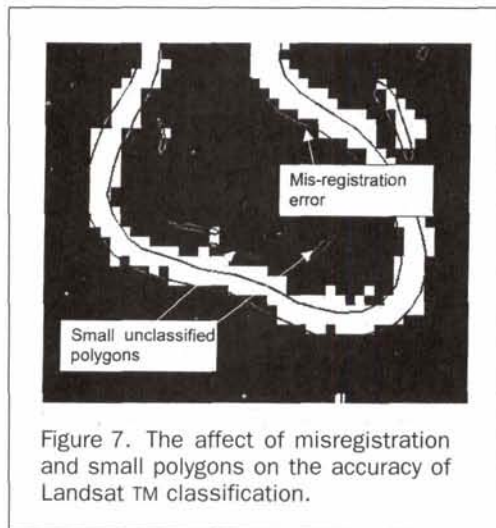 Mis-registration
error
Small unclassified
polygons
Figure 7. The affect of misregistration
and small polygons on the accuracy of
Landsat TM classification.